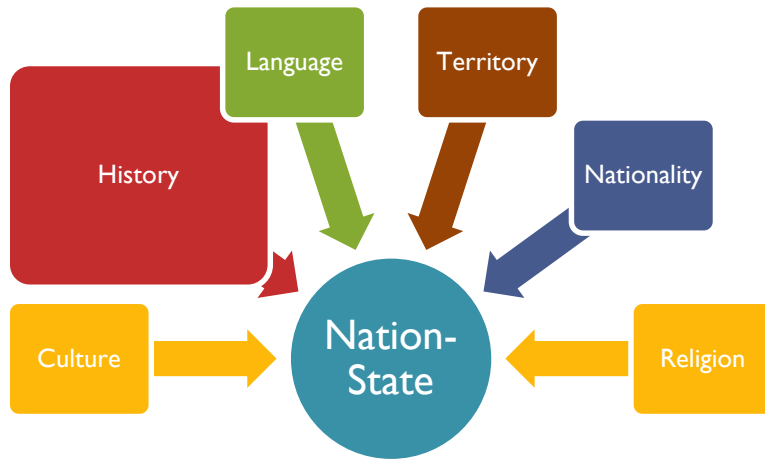 Language
Territory
History
Nationality
Nation-
State
Culture
Religion